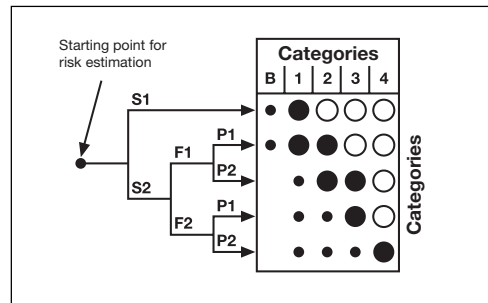 Starting point for
risk estimation
Categories
B 1 2 3 4
S1
P1
F1
P2
S2
P1
F2
P2
Categories